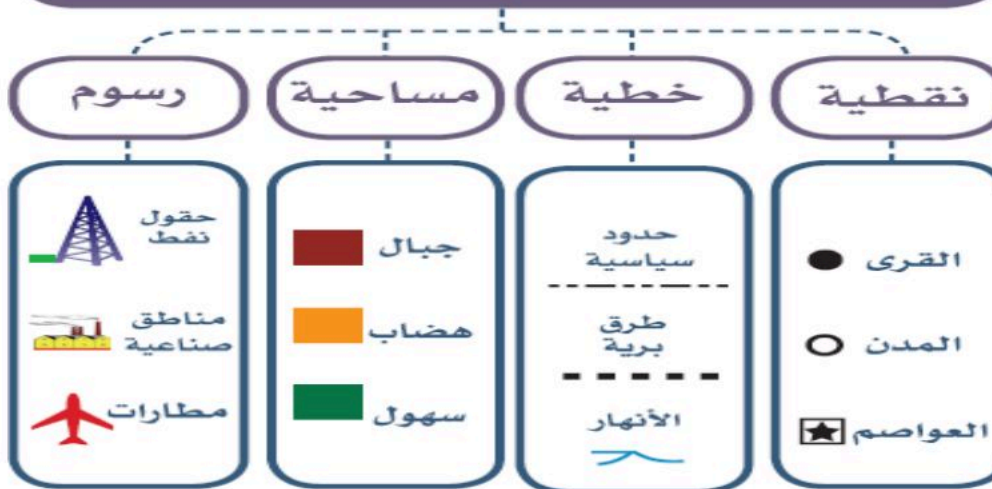 نقطية
خطية
مساحية
رسوم
القرى
المدن
العواصم
حدود
سياسية
طرق
برية
الأنهار
جبال
هضاب
سهول
حقول
نفط
مناطق
صناعية
مطارات